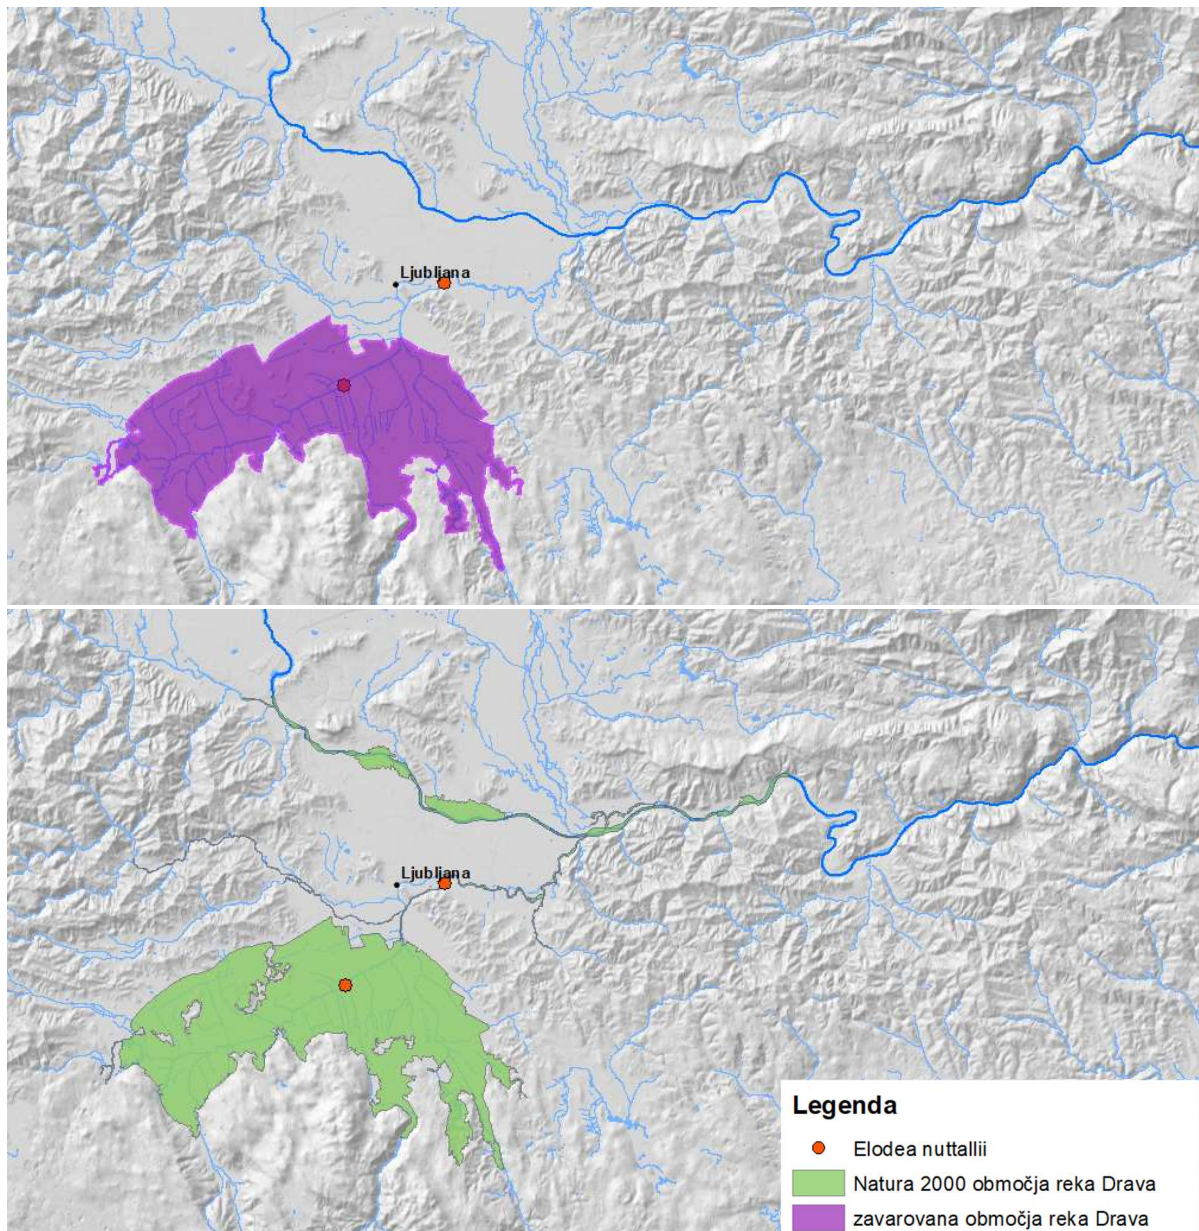 Ljubljana
Ljubljana
Legenda
Elodea nuttallii
Natura 2000 območja reka Drava
zavarovana območja reka Drava